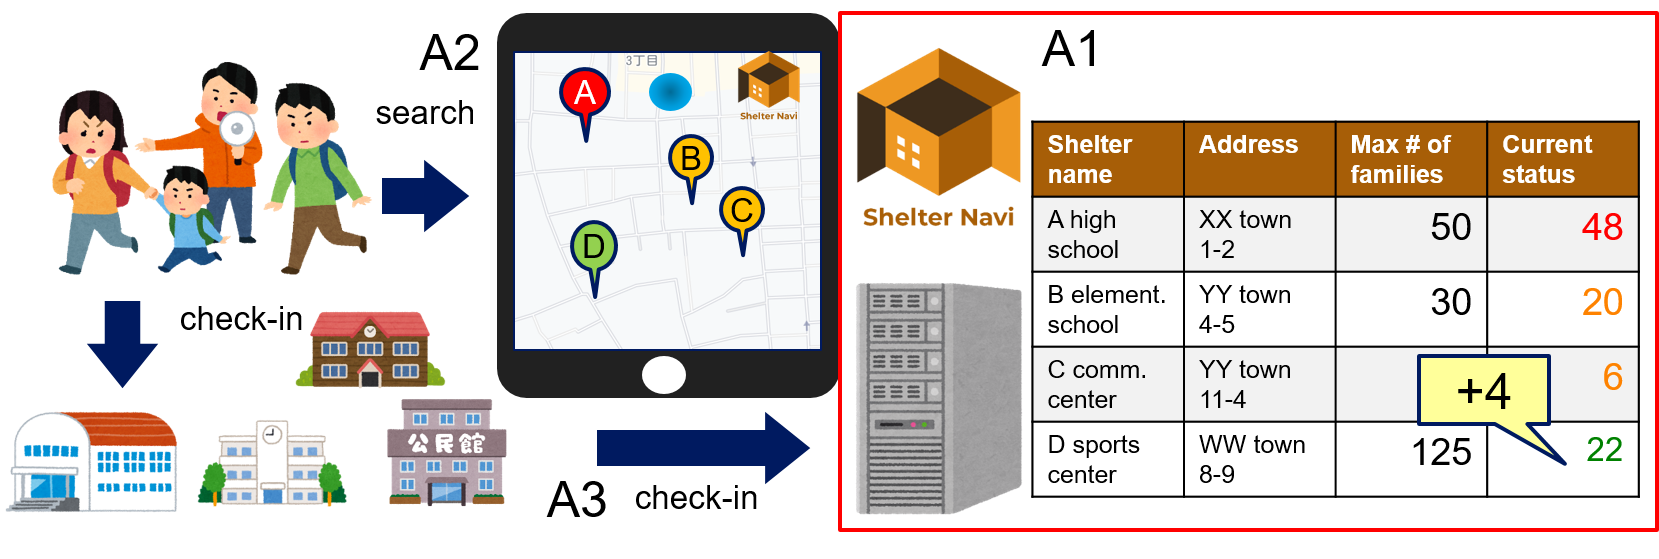 A2
search
check-in
公民館
A3
check-in
3丁目
A
B
C
D
Shelter Navi
A1
Shelter Navi
Shelter name
Address
Max # of families
Current status
A high school
XX town 1-2
50
48
B element. school
YY town 4-5
30
20
C comm. center
YY town 11-4
6
+4
D sports center
WW town 8-9
125
22